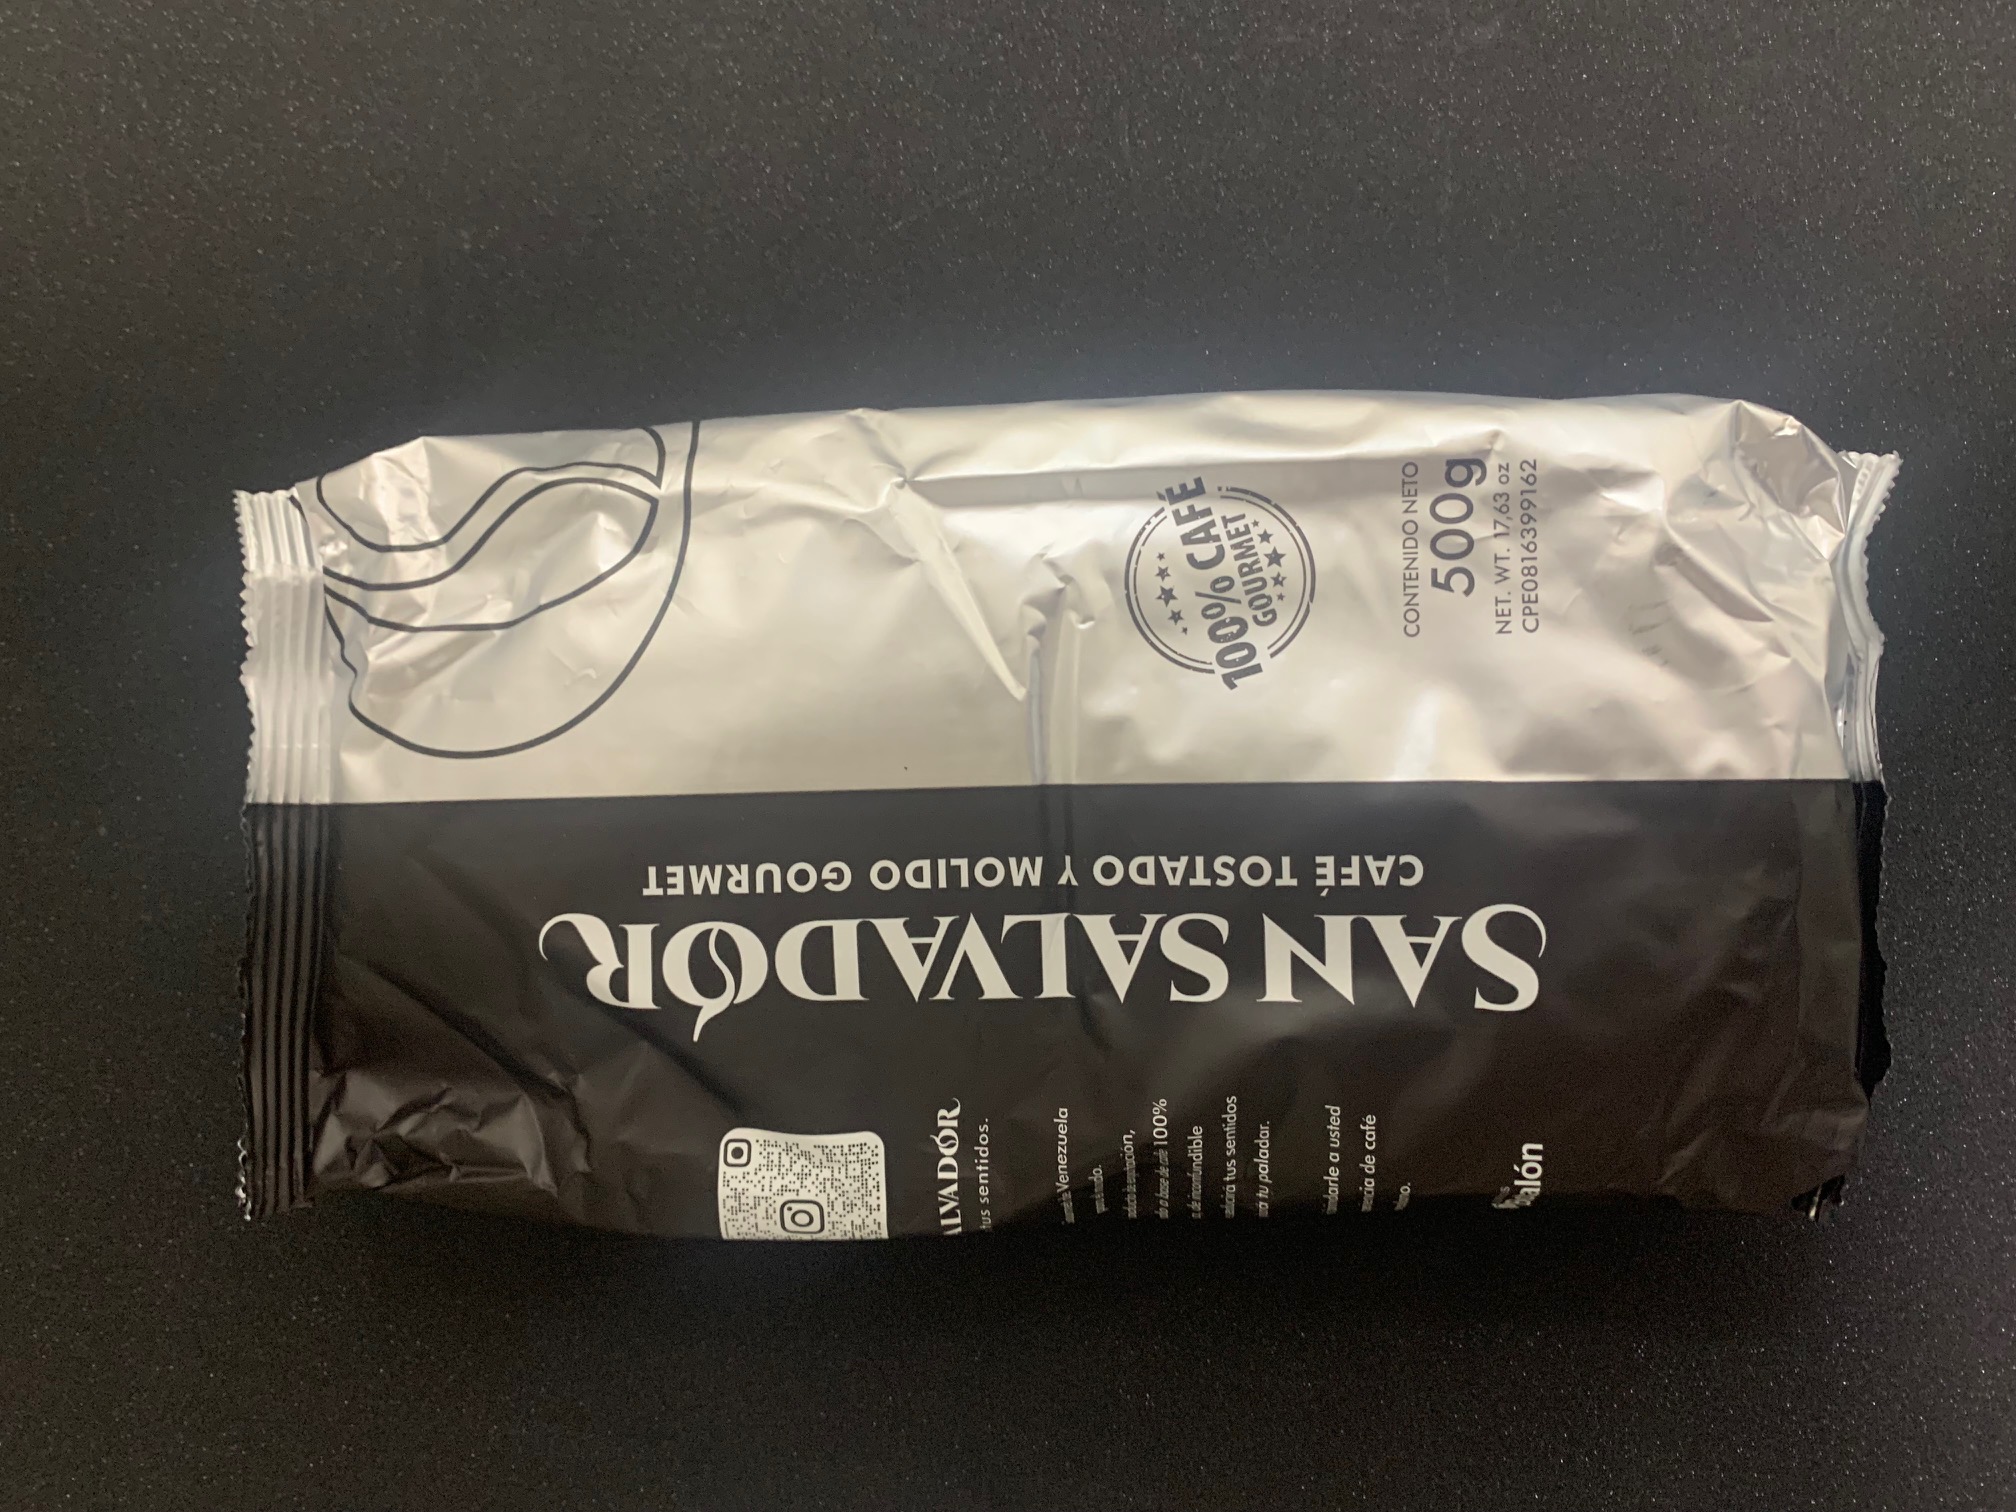 SAN SALVADOR
CAFÉ TOSTADO Y MOLIDO GOURMET
100% CAFÉ
GOURMET
CONTENIDO NETO
500g
NET. WT. 17,63 oz
CPE0816399162
tus sentidos.
Venezuela
100%
tus sentidos
tu paladar.
a usted
de café